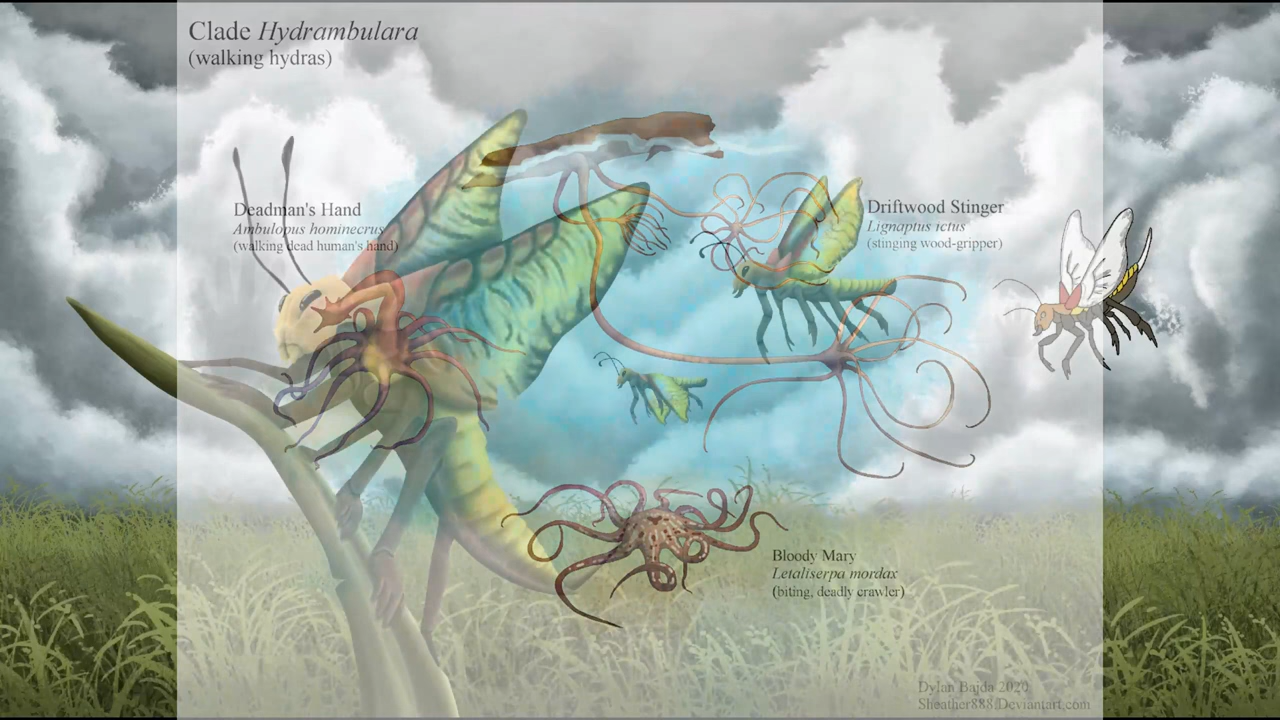 Clade Hydrambulara
(walking hydras)
Deadman's Hand
Ambulopus hominecrus
(walking dead human's hand)
Driftwood Stinger
Lignaptus ictus
(stinging wood-gripper)
Bloody Mary
Letaliserpa mordax
(biting, deadly crawler)
Dylan Bajda 2020
Sheather888.Deviantart.com